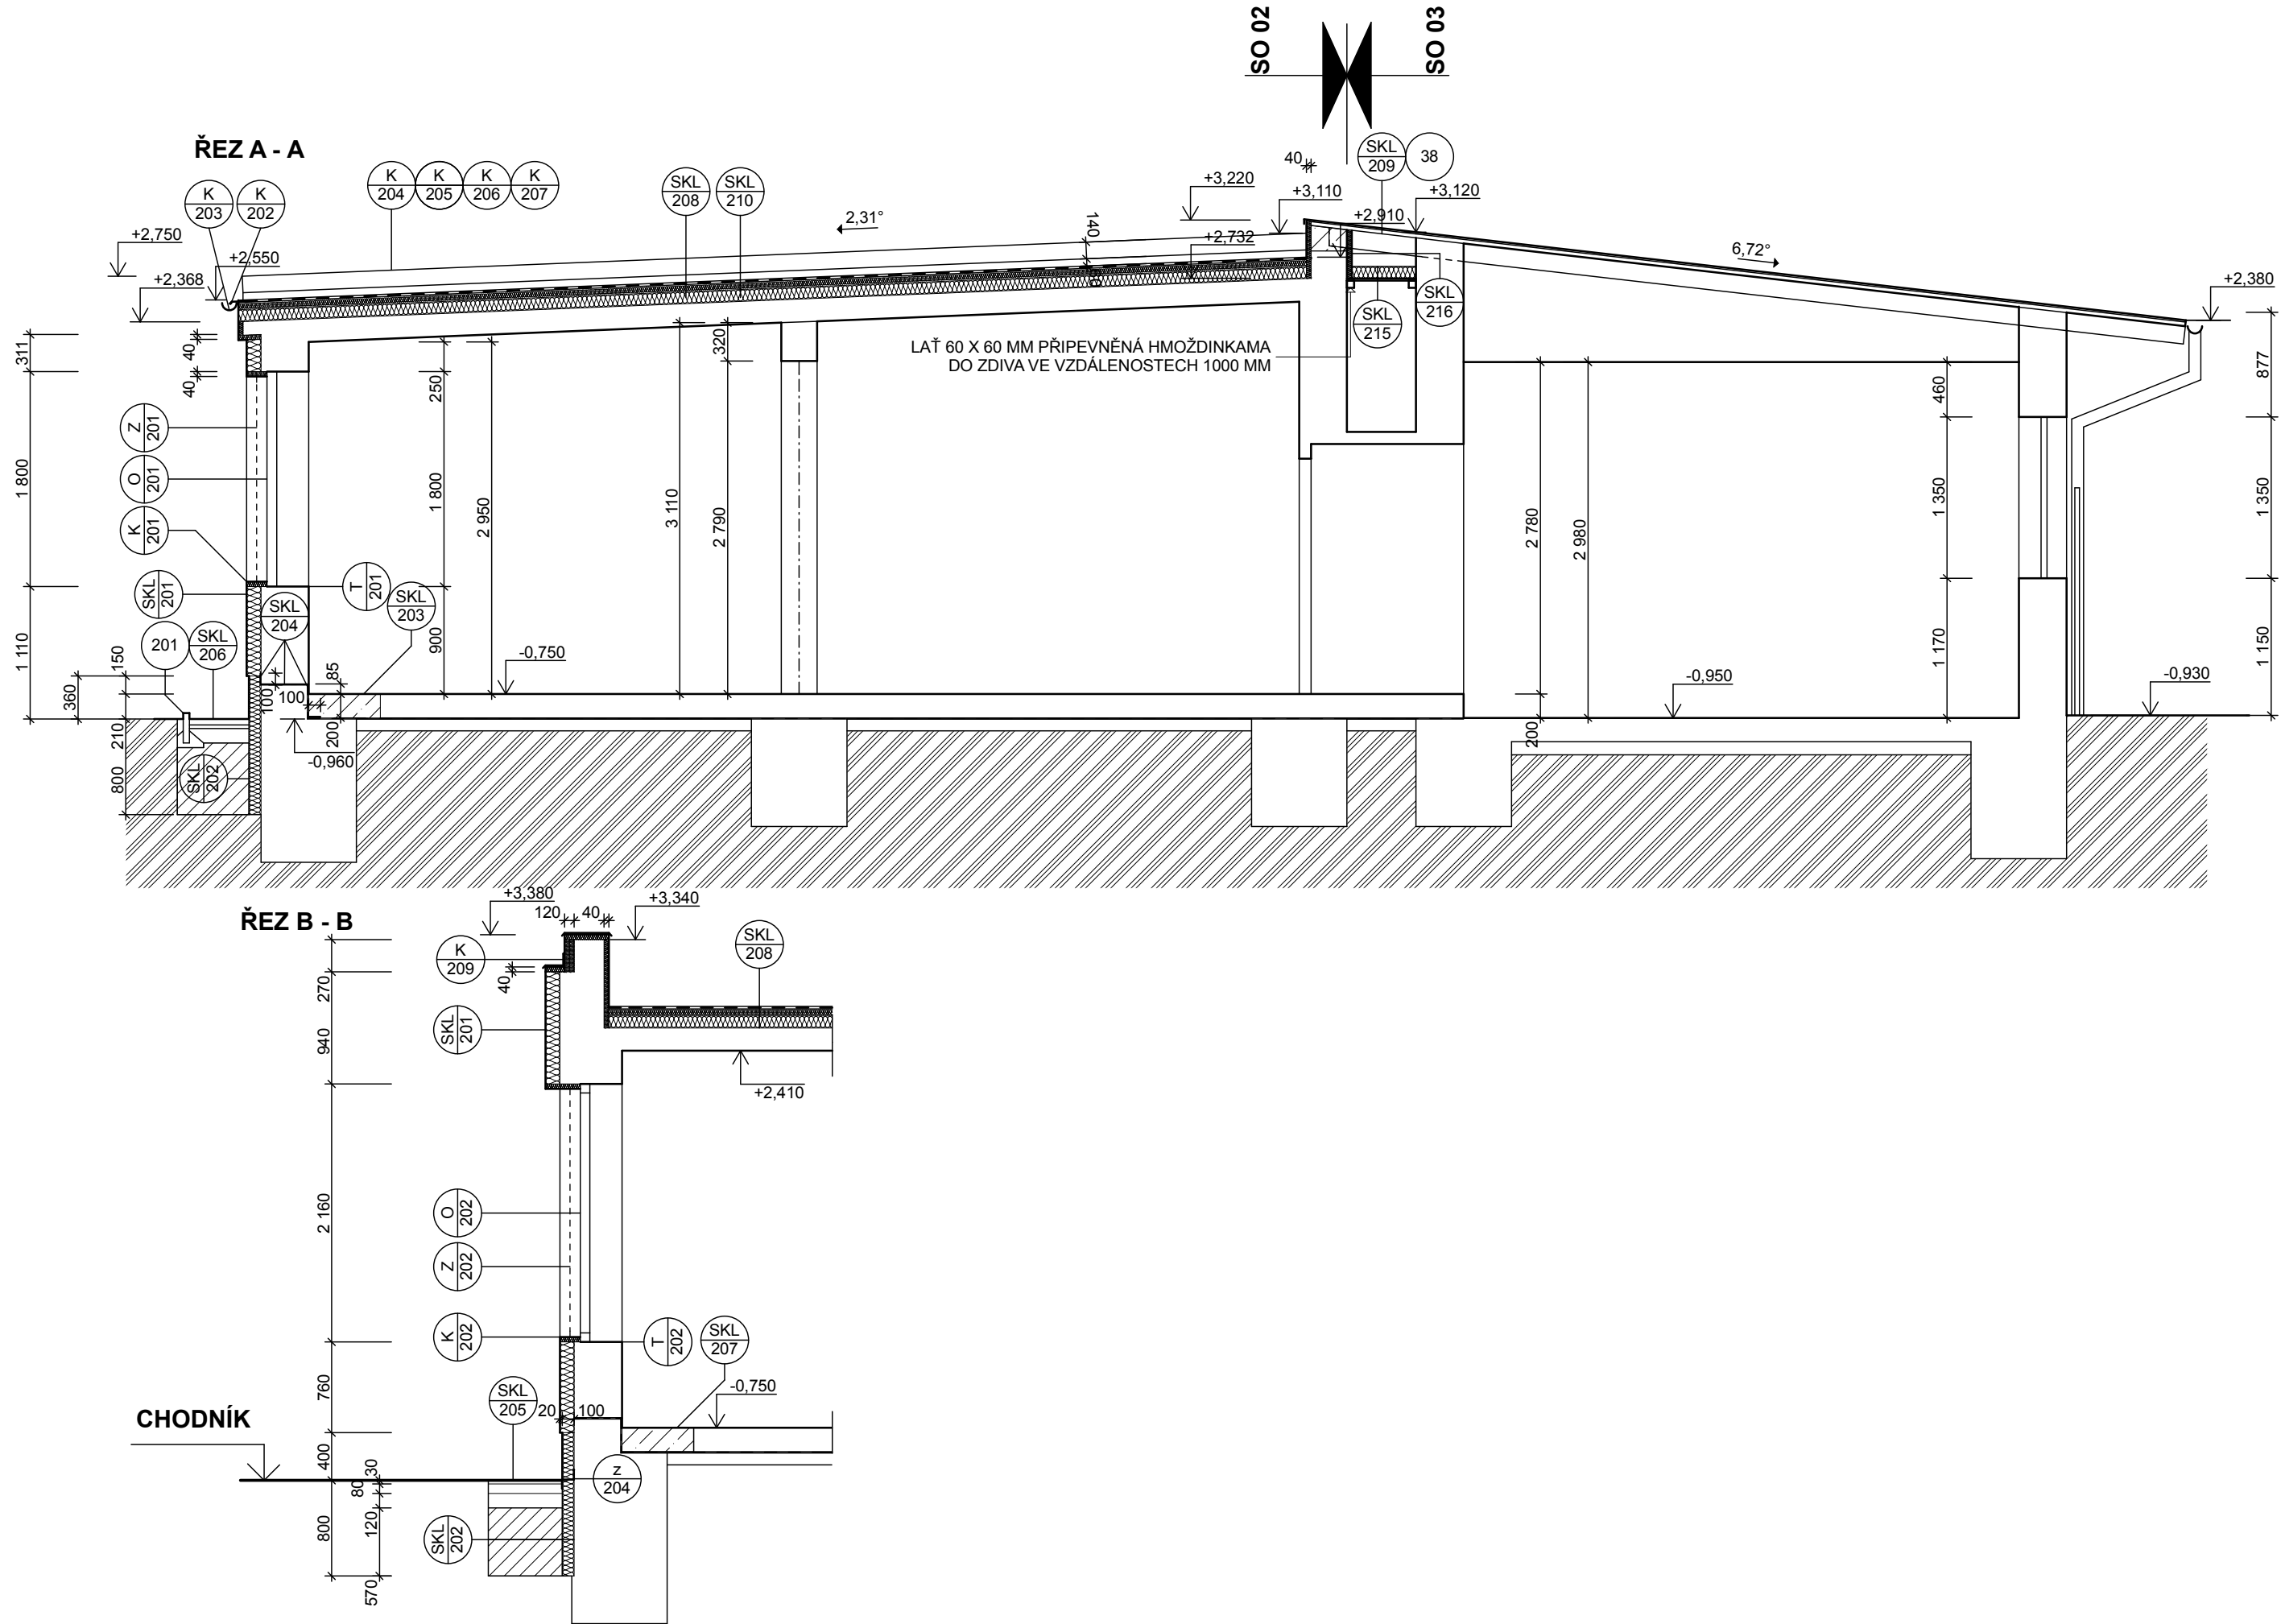 SO 02
SO 03
ŘEZ A - A
K
203
K
202
K
204
K
205
K
206
K
207
SKL
208
SKL
210
2,31°
+3,220
40
+3,110
SKL
209
38
+3,120
+2,910
140
+2,732
6,72°
+2,750
+2,550
+2,368
+2,380
SKL
215
SKL
216
LAŤ 60 X 60 MM PŘIPEVNĚNÁ HMOŽDINKAMA
DO ZDIVA VE VZDÁLENOSTECH 1000 MM
311
1 800
1 110
40
40
Z
201
O
201
K
201
SKL
201
201
SKL
206
SKL
204
T
201
SKL
203
SKL
202
150
360
210
800
100
100
85
200
-0,960
250
1 800
900
2 950
-0,750
3 110
320
2 790
2 780
2 980
200
-0,950
460
1 350
1 170
877
1 350
1 150
-0,930
ŘEZ B - B
+3,380
120
40
+3,340
K
209
40
SKL
208
SKL
201
+2,410
270
940
2 160
760
400
800
O
202
Z
202
K
202
T
202
SKL
207
-0,750
SKL
205
20
100
CHODNÍK
z
204
SKL
202
30
80
120
570